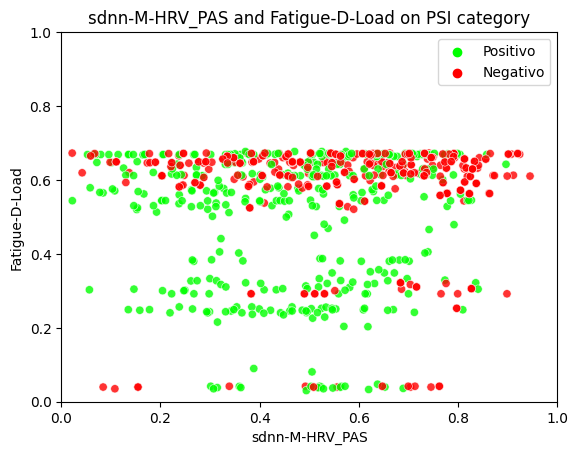 sdnn-M-HRV_PAS and Fatigue-D-Load on PSI category
1.0
0.8
0.6
0.4
0.2
0.0
Fatigue-D-Load
Positivo
Negativo
0.0 0.2 0.4 0.6 0.8 1.0
sdnn-M-HRV_PAS